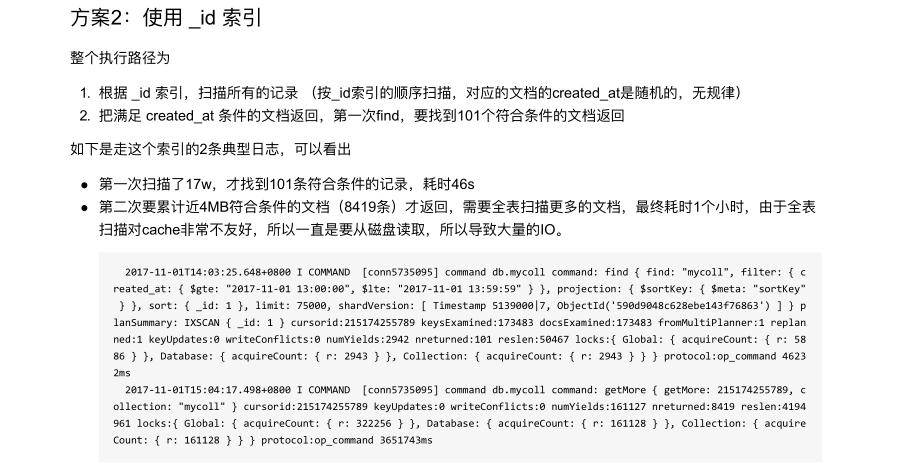 方案2：使用 _id 索引
整个执行路径为
1. 根据 _id 索引，扫描所有的记录 （按_id索引的顺序扫描，对应的文档的created_at是随机的，无规律）
2. 把满足 created_at 条件的文档返回，第一次find，要找到101个符合条件的文档返回
如下是走这个索引的2条典型日志，可以看出
● 第一次扫描了17w，才找到101条符合条件的记录，耗时46s
● 第二次要累计近4MB符合条件的文档（8419条）才返回，需要全表扫描更多的文档，最终耗时1个小时，由于全表
扫描对cache非常不友好，所以一直是要从磁盘读取，所以导致大量的IO。
2017-11-01T14:03:25.648+0800 I COMMAND  [conn5735095] command db.mycoll command: find { find: "mycoll", filter: { c
reated_at: { $gte: "2017-11-01 13:00:00", $lte: "2017-11-01 13:59:59" } }, projection: { $sortKey: { $meta: "sortKey"
} }, sort: { _id: 1 }, limit: 75000, shardVersion: [ Timestamp 5139000|7, ObjectId('590d9048c628ebe143f76863') ] } p
lanSummary: IXSCAN { _id: 1 } cursorid:215174255789 keysExamined:173483 docsExamined:173483 fromMultiPlanner:1 replan
ned:1 keyUpdates:0 writeConflicts:0 numYields:2942 nreturned:101 reslen:50467 locks:{ Global: { acquireCount: { r: 58
86 } }, Database: { acquireCount: { r: 2943 } }, Collection: { acquireCount: { r: 2943 } } } protocol:op_command 4623
2ms
2017-11-01T15:04:17.498+0800 I COMMAND  [conn5735095] command db.mycoll command: getMore { getMore: 215174255789, c
ollection: "mycoll" } cursorid:215174255789 keyUpdates:0 writeConflicts:0 numYields:161127 nreturned:8419 reslen:4194
961 locks:{ Global: { acquireCount: { r: 322256 } }, Database: { acquireCount: { r: 161128 } }, Collection: { acquire
Count: { r: 161128 } } } protocol:op_command 3651743ms